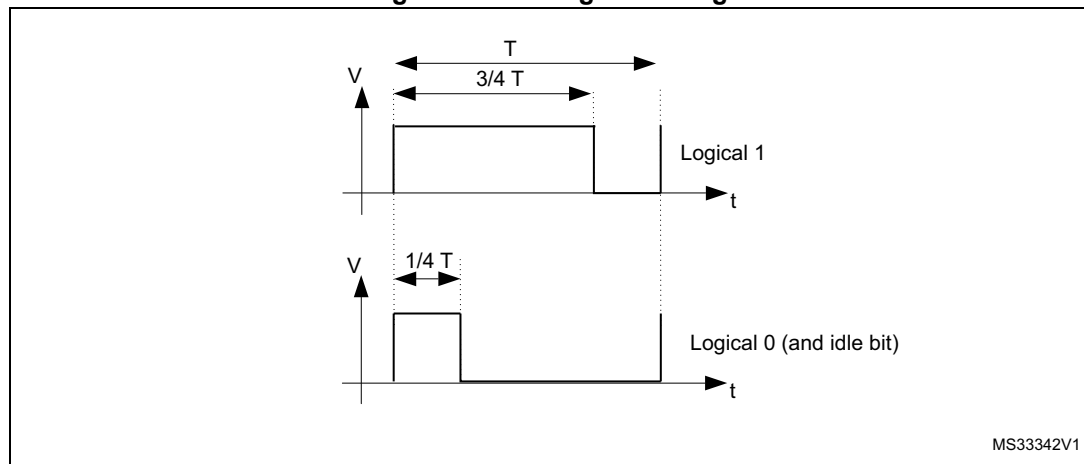 T
V
3/4 T
Logical 1
t
V
1/4 T
Logical 0 (and idle bit)
t
MS33342V1